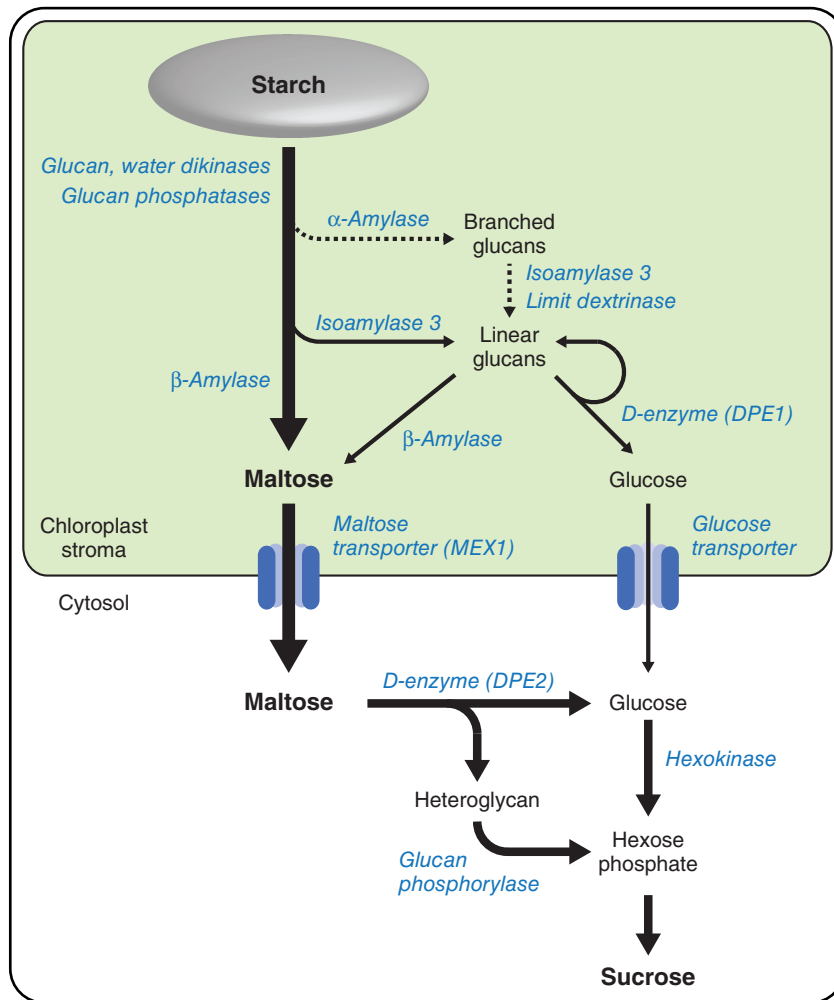 Starch
Glucan, water dikinases
Glucan phosphatases
α-Amylase
Branched
glucans
Isoamylase 3
Limit dextrinase
Isoamylase 3
Linear
glucans
β-Amylase
D-enzyme (DPE1)
β-Amylase
Maltose
Glucose
Chloroplast
stroma
Maltose
transporter (MEX1)
Glucose
transporter
Cytosol
D-enzyme (DPE2)
Maltose
Glucose
Hexokinase
Heteroglycan
Hexose
phosphate
Glucan
phosphorylase
Sucrose